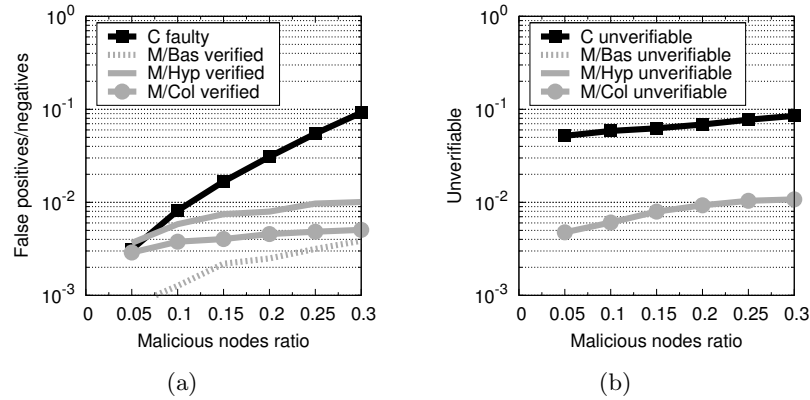 10^0
10^-1
10^-2
10^-3
0 0.05 0.1 0.15 0.2 0.25 0.3
False positives/negatives
Malicious nodes ratio
C faulty
M/Bas verified
M/Hyp verified
M/Col verified
(a)
10^0
10^-1
10^-2
10^-3
0 0.05 0.1 0.15 0.2 0.25 0.3
Unverifiable
Malicious nodes ratio
C unverifiable
M/Bas unverifiable
M/Hyp unverifiable
M/Col unverifiable
(b)